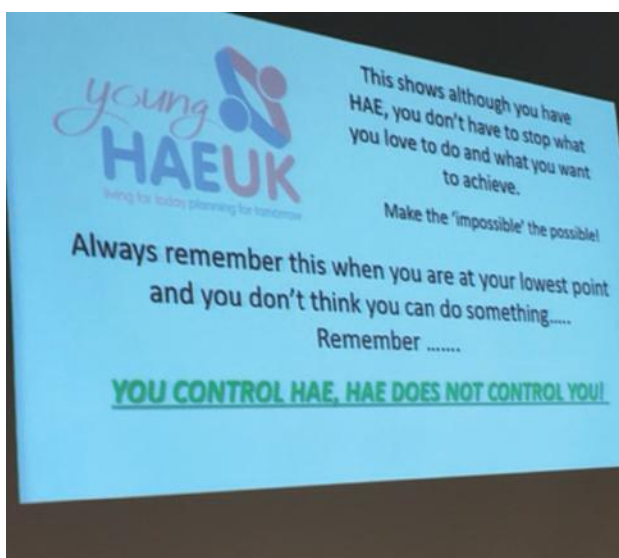 young
HAEUK
living for today planning for tomorrow
This shows although you have
HAE, you don't have to stop what
you love to do and what you want
to achieve.
Make the 'impossible' the possible!
Always remember this when you are at your lowest point
and you don't think you can do something.....
Remember .......
YOU CONTROL HAE, HAE DOES NOT CONTROL YOU!